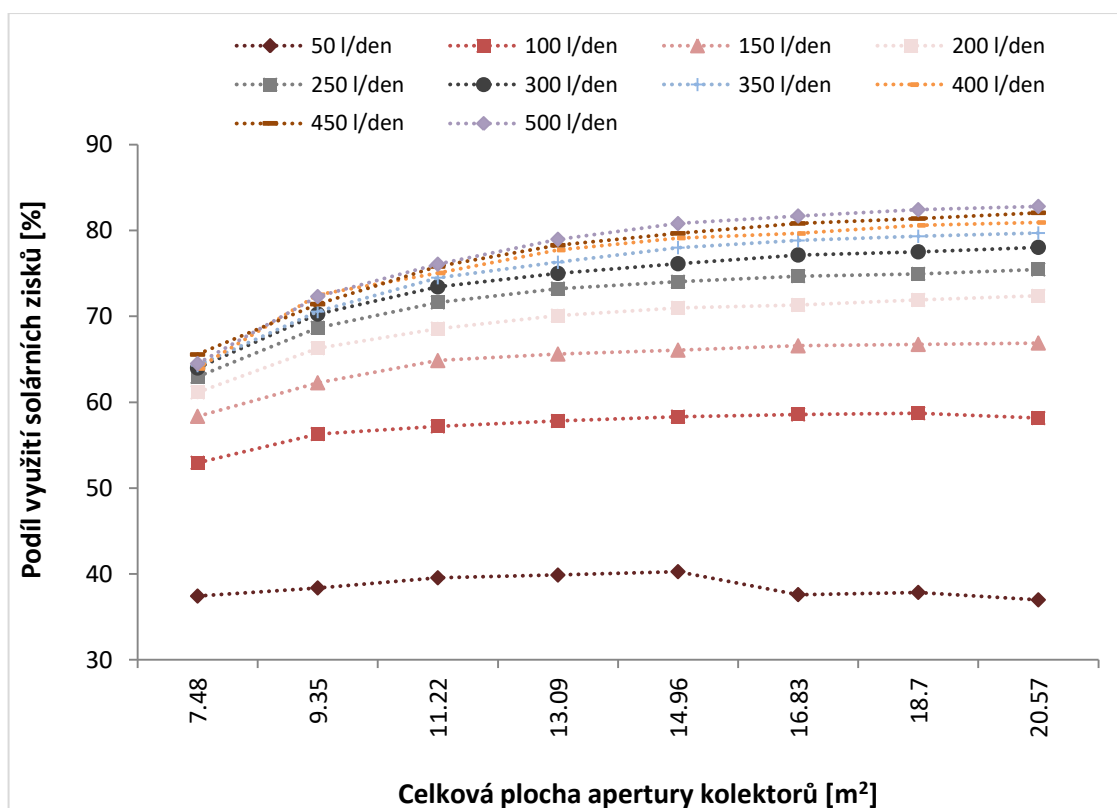 50 l/den 100 l/den 150 l/den 200 l/den
250 l/den 300 l/den 350 l/den 400 l/den
450 l/den 500 l/den
90
80
70
60
50
40
30
Podíl využití solárních zisků [%]
7.48 9.35 11.22 13.09 14.96 16.83 18.7 20.57
Celková plocha apertury kolektorů [m²]